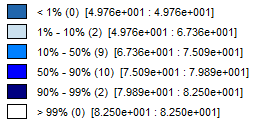 < 1% (0) [4.976e+001 : 4.976e+001]
1% - 10% (2) [4.976e+001 : 6.736e+001]
10% - 50% (9) [6.736e+001 : 7.509e+001]
50% - 90% (10) [7.509e+001 : 7.989e+001]
90% - 99% (2) [7.989e+001 : 8.250e+001]
> 99% (0) [8.250e+001 : 8.250e+001]